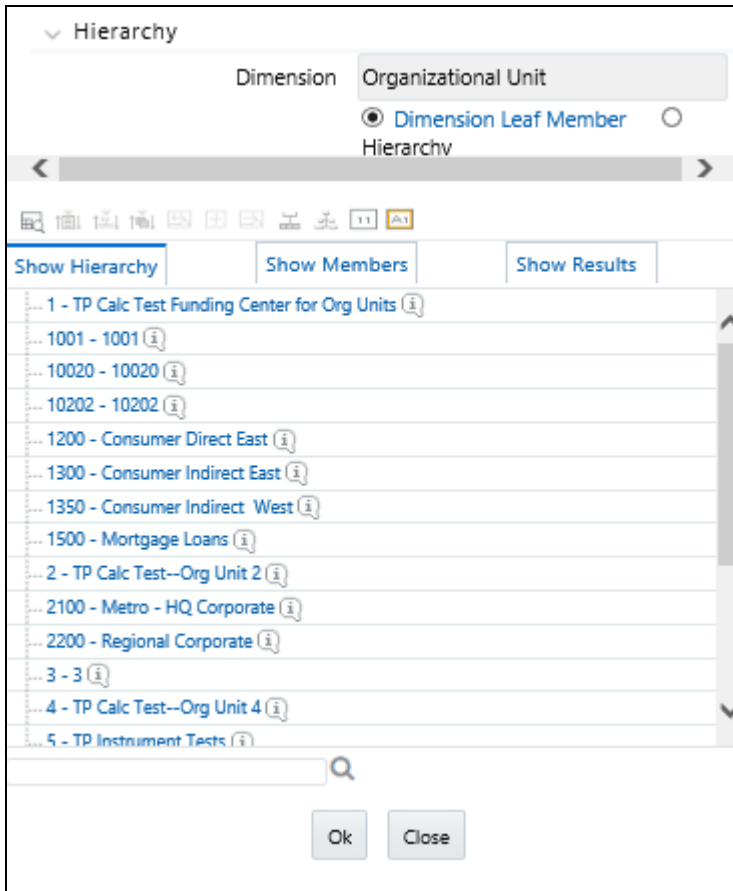 Hierarchy
Dimension Organizational Unit
Dimension Leaf Member
Hierarchy
11 A1
Show Hierarchy Show Members Show Results
1 - TP Calc Test Funding Center for Org Units
1001 - 1001
10020 - 10020
10202 - 10202
1200 - Consumer Direct East
1300 - Consumer Indirect East
1350 - Consumer Indirect West
1500 - Mortgage Loans
2 - TP Calc Test--Org Unit 2
2100 - Metro - HQ Corporate
2200 - Regional Corporate
3 - 3
4 - TP Calc Test--Org Unit 4
5 - TP Instrument Tests
Ok Close